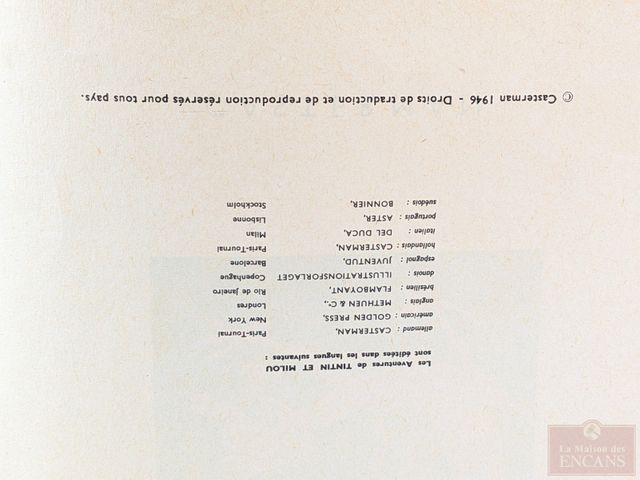 Les Aventures de TINTIN ET MILOU
sont éditées dans les langues suivantes :
allemand : CASTERMAN, Paris-Tournai
américain : GOLDEN PRESS, New York
anglais : METHUEN & C°., Londres
brésilien : FLAMBOYANT, Rio de Janeiro
danois : ILLUSTRATIONSFORLAGET Copenhague
espagnol : JUVENTUD, Barcelone
hollandais : CASTERMAN, Paris-Tournai
italien : DEL DUCA, Milan
portugais : ASTER, Lisbonne
suédois : BONNIER, Stockholm
© Casterman 1946 - Droits de traduction et de reproduction réservés pour tous pays.
La Maison des
ENCANS